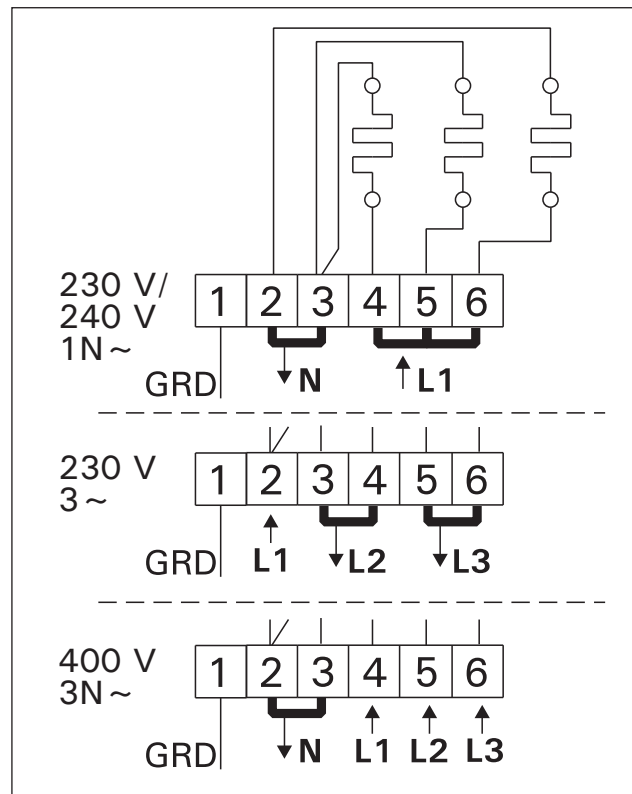 230 V/
240 V
1N~
1 2 3 4 5 6
GRD N L1
230 V
3~
1 2 3 4 5 6
GRD L1 L2 L3
400 V
3N~
1 2 3 4 5 6
GRD N L1 L2 L3